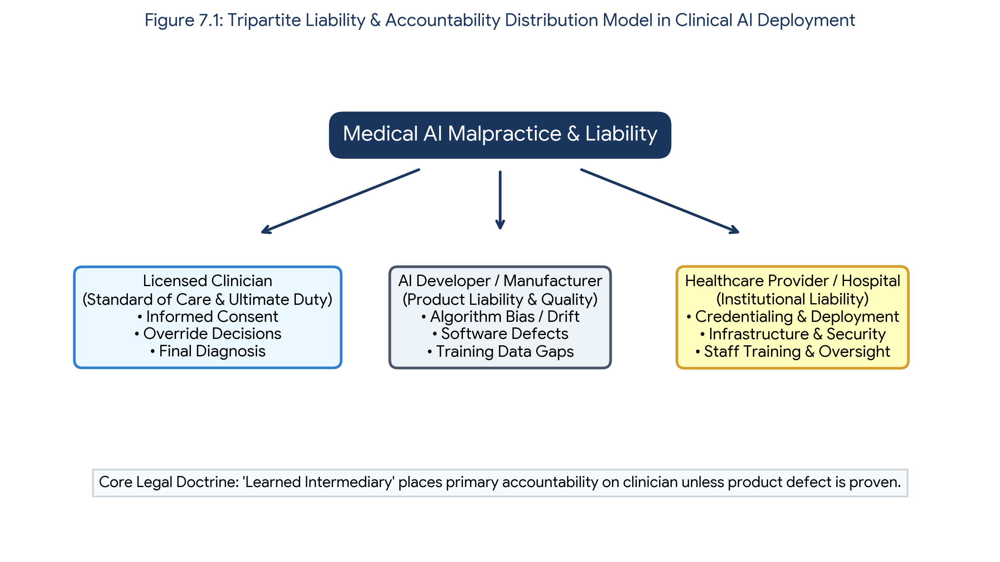 Figure 7.1: Tripartite Liability & Accountability Distribution Model in Clinical AI Deployment
Medical AI Malpractice & Liability
Licensed Clinician
(Standard of Care & Ultimate Duty)
• Informed Consent
• Override Decisions
• Final Diagnosis
AI Developer / Manufacturer
(Product Liability & Quality)
• Algorithm Bias / Drift
• Software Defects
• Training Data Gaps
Healthcare Provider / Hospital
(Institutional Liability)
• Credentialing & Deployment
• Infrastructure & Security
• Staff Training & Oversight
Core Legal Doctrine: 'Learned Intermediary' places primary accountability on clinician unless product defect is proven.